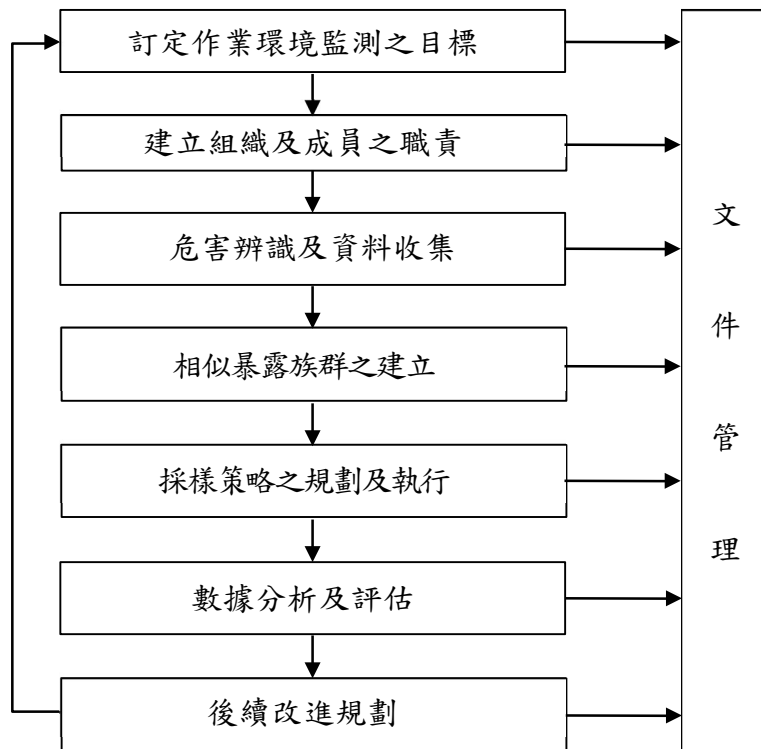 訂定作業環境監測之目標
建立組織及成員之職責
危害辨識及資料收集
相似暴露族群之建立
採樣策略之規劃及執行
數據分析及評估
後續改進規劃
文件管理